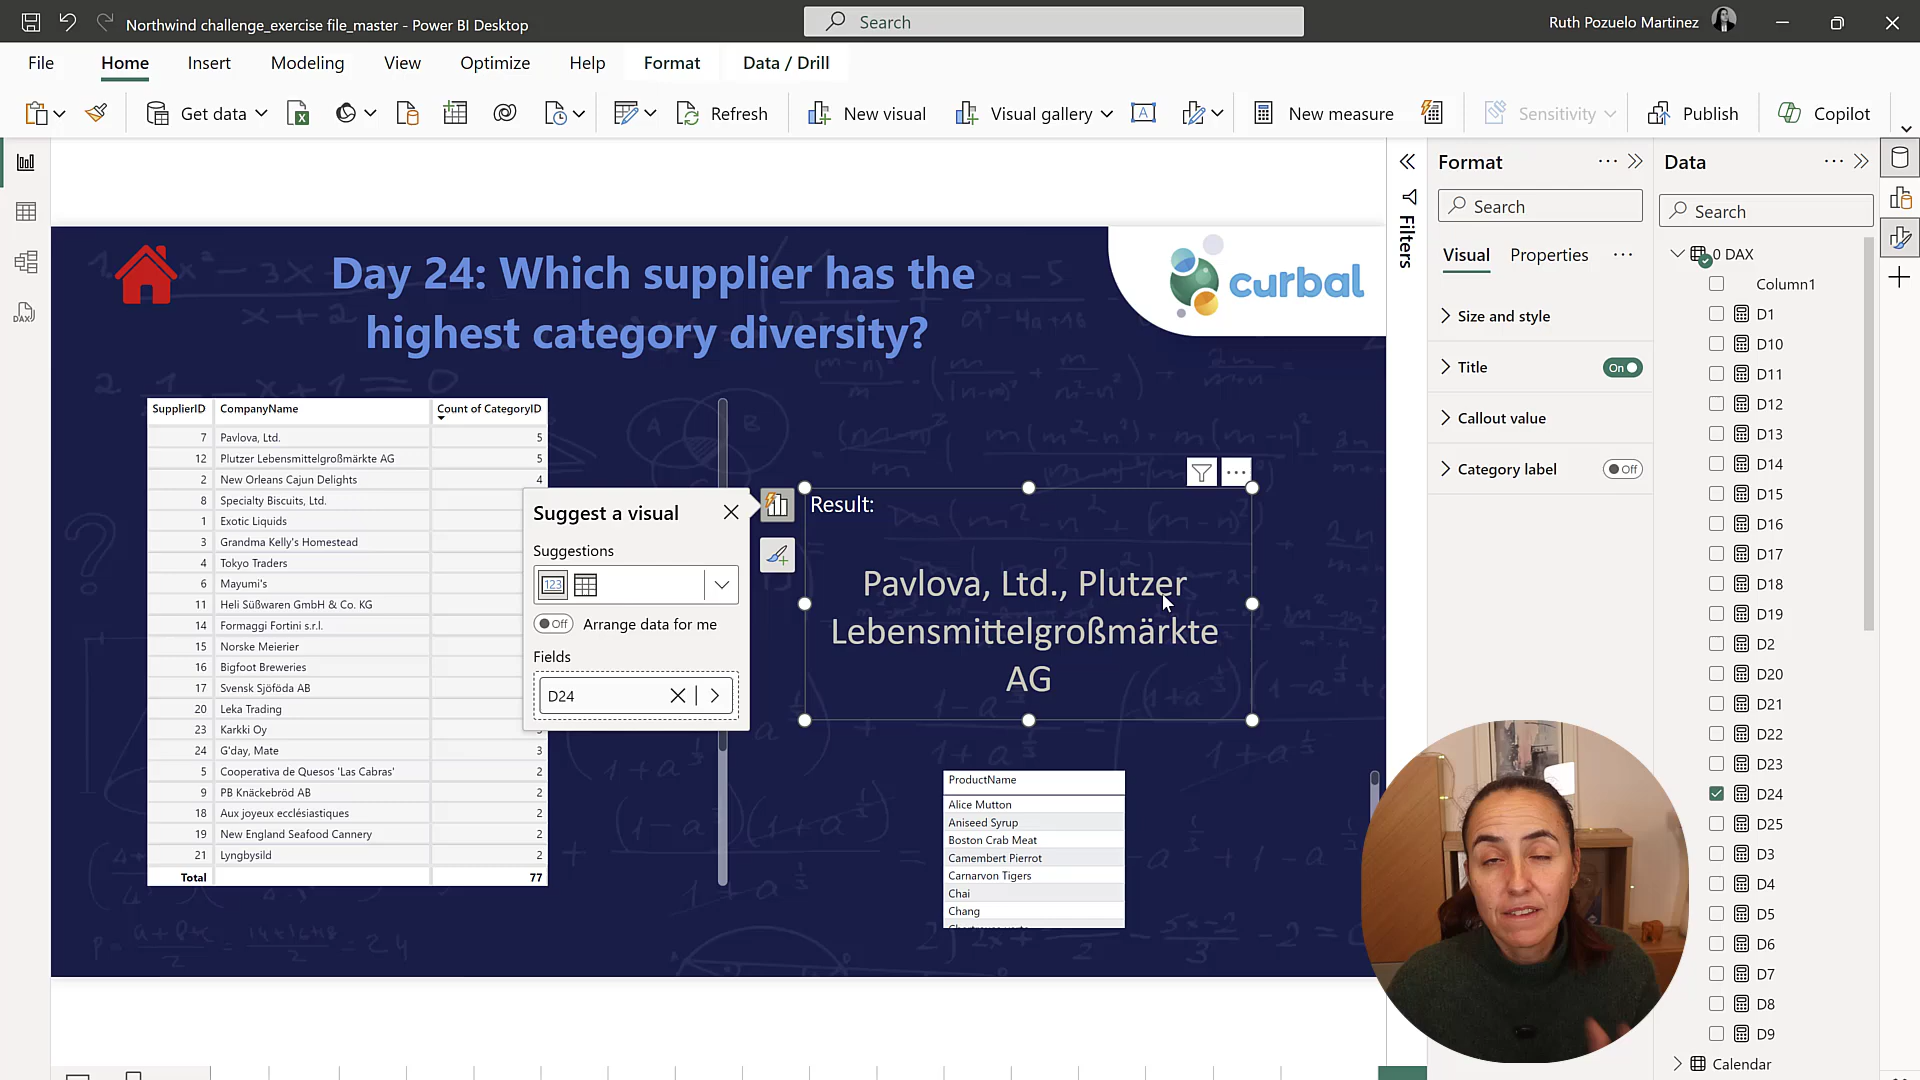 Northwind challenge_exercise file_master - Power BI Desktop
Search
Ruth Pozuelo Martinez
File
Home
Insert
Modeling
View
Optimize
Help
Format
Data / Drill
Get data
Refresh
New visual
Visual gallery
New measure
Sensitivity
Publish
Copilot
Day 24: Which supplier has the
highest category diversity?
curbal
SupplierID CompanyName Count of CategoryID
7 Pavlova, Ltd. 5
12 Plutzer Lebensmittelgroßmärkte AG 5
2 New Orleans Cajun Delights 4
8 Specialty Biscuits, Ltd.
1 Exotic Liquids
3 Grandma Kelly's Homestead
4 Tokyo Traders
6 Mayumi's
11 Heli Süßwaren GmbH & Co. KG
14 Formaggi Fortini s.r.l.
15 Norske Meierier
16 Bigfoot Breweries
17 Svensk Sjöföda AB
20 Leka Trading
23 Karkki Oy
24 G'day, Mate 3
5 Cooperativa de Quesos 'Las Cabras' 2
9 PB Knäckebröd AB 2
18 Aux joyeux ecclésiastiques 2
19 New England Seafood Cannery 2
21 Lyngbysild 2
Total 77
Suggest a visual
Suggestions
123
Off Arrange data for me
Fields
D24
Result:
Pavlova, Ltd., Plutzer
Lebensmittelgroßmärkte
AG
ProductName
Alice Mutton
Aniseed Syrup
Boston Crab Meat
Camembert Pierrot
Carnarvon Tigers
Chai
Chang
Filters
Format
Search
Visual
Properties
Size and style
Title On
Callout value
Category label Off
Data
Search
0 DAX
Column1
D1
D10
D11
D12
D13
D14
D15
D16
D17
D18
D19
D2
D20
D21
D22
D23
D24
D25
D3
D4
D5
D6
D7
D8
D9
Calendar